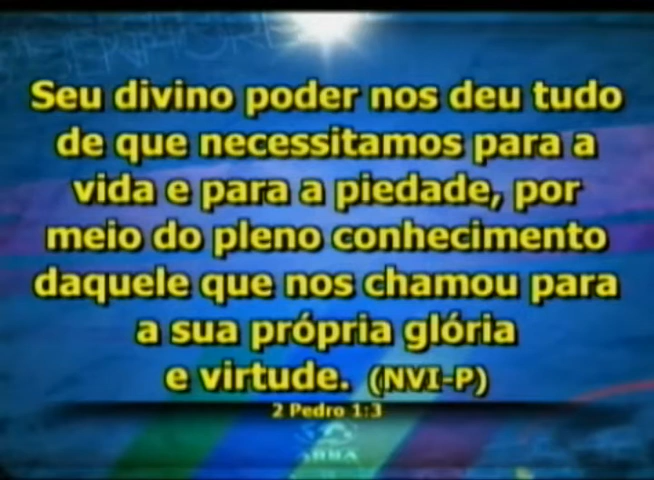 Seu divino poder nos deu tudo
de que necessitamos para a
vida e para a piedade, por
meio do pleno conhecimento
daquele que nos chamou para
a sua própria glória
e virtude. (NVI-P)
2 Pedro 1:3
ABBA